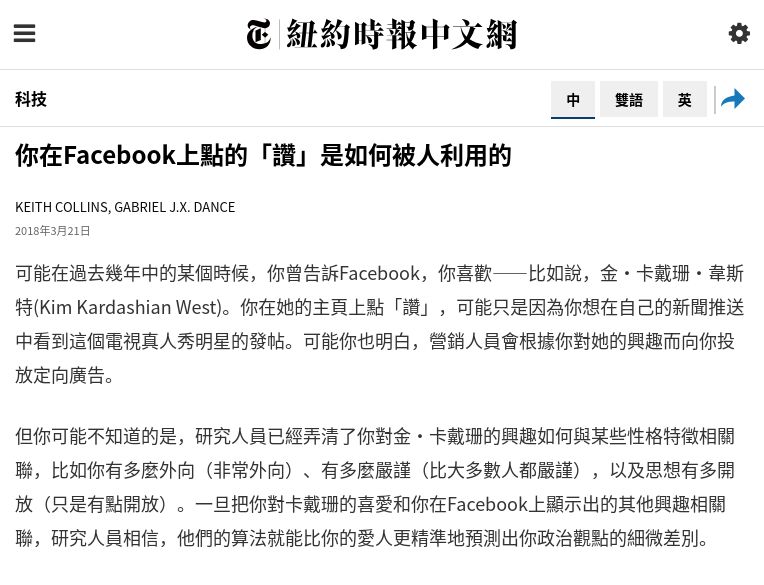 紐約時報中文網
科技
中 雙語 英
你在Facebook上點的「讚」是如何被人利用的
KEITH COLLINS, GABRIEL J.X. DANCE
2018年3月21日
可能在過去幾年中的某個時候，你曾告訴Facebook，你喜歡——比如說，金·卡戴珊·韋斯
特(Kim Kardashian West)。你在她的主頁上點「讚」，可能只是因為你想在自己的新聞推送
中看到這個電視真人秀明星的發帖。可能你也明白，營銷人員會根據你對她的興趣而向你投
放定向廣告。
但你可能不知道的是，研究人員已經弄清了你對金·卡戴珊的興趣如何與某些性格特徵相關
聯，比如你有多麼外向（非常外向）、有多麼嚴謹（比大多數人都嚴謹），以及思想有多開
放（只是有點開放）。一旦把你對卡戴珊的喜愛和你在Facebook上顯示出的其他興趣相關
聯，研究人員相信，他們的算法就能比你的愛人更精準地預測出你政治觀點的細微差別。